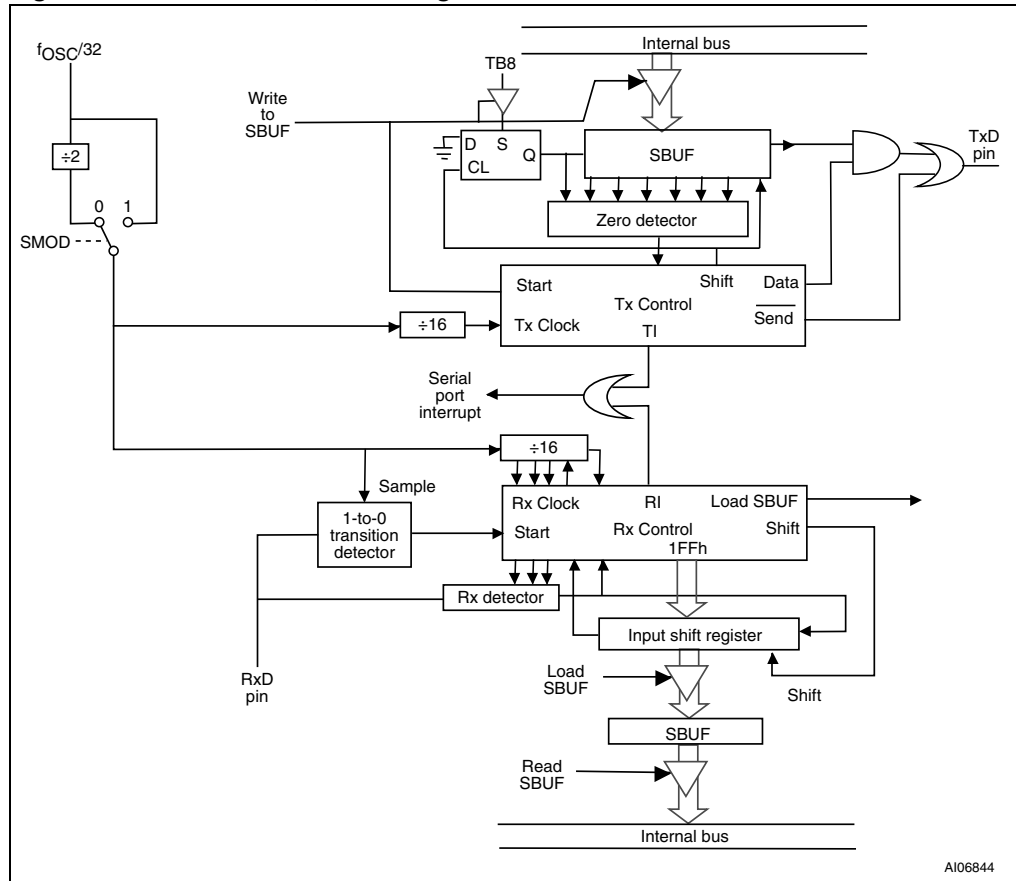 Internal bus
fOSC/32
TB8
Write
to
SBUF
TxD
pin
D S
Q
CL
SBUF
÷2
0 1
Zero detector
SMOD
Start
Shift
Data
Tx Control
Send
÷16
Tx Clock
TI
Serial
port
interrupt
÷16
Sample
Rx Clock
RI
Load SBUF
1-to-0
transition
detector
Start
Rx Control
Shift
1FFh
Rx detector
Input shift register
RxD
pin
Load
SBUF
Shift
SBUF
Read
SBUF
Internal bus
AI06844